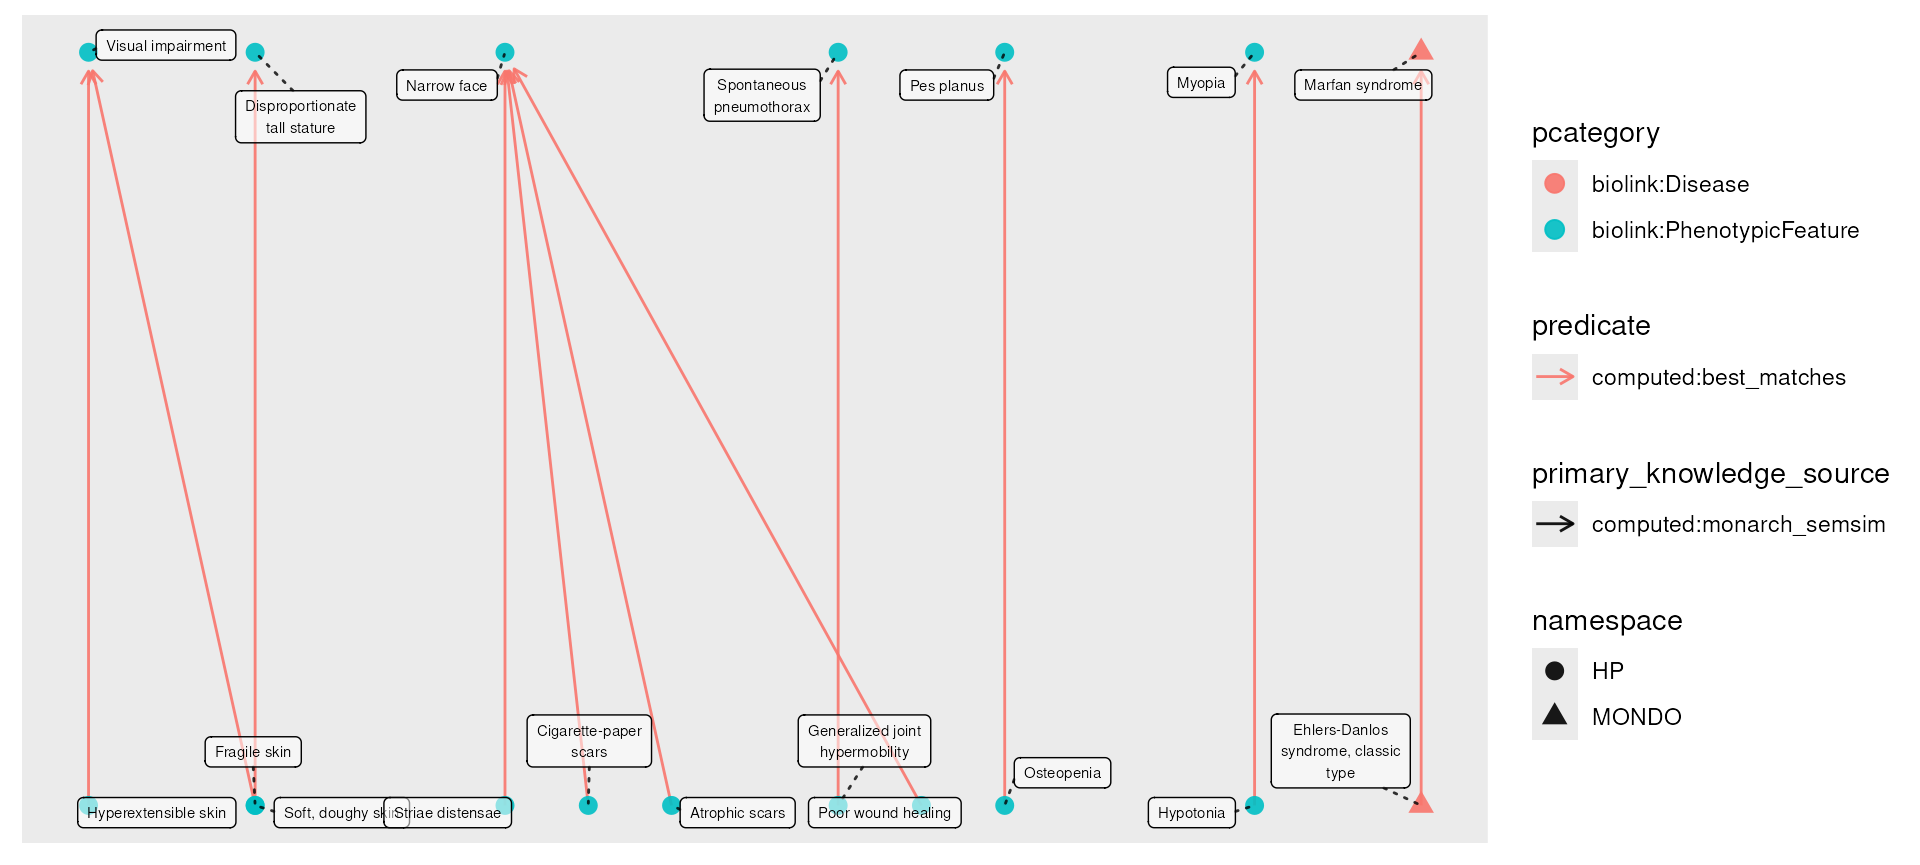 Visual impairment
Disproportionate
tall stature
Narrow face
Spontaneous
pneumothorax
Pes planus
Myopia
Marfan syndrome
Fragile skin
Cigarette-paper
scars
Generalized joint
hypermobility
Osteopenia
Ehlers-Danlos
syndrome, classic
type
Hyperextensible skin
Soft, doughy skin
Striae distensae
Atrophic scars
Poor wound healing
Hypotonia
pcategory
biolink:Disease
biolink:PhenotypicFeature
predicate
computed:best_matches
primary_knowledge_source
computed:monarch_semsim
namespace
HP
MONDO